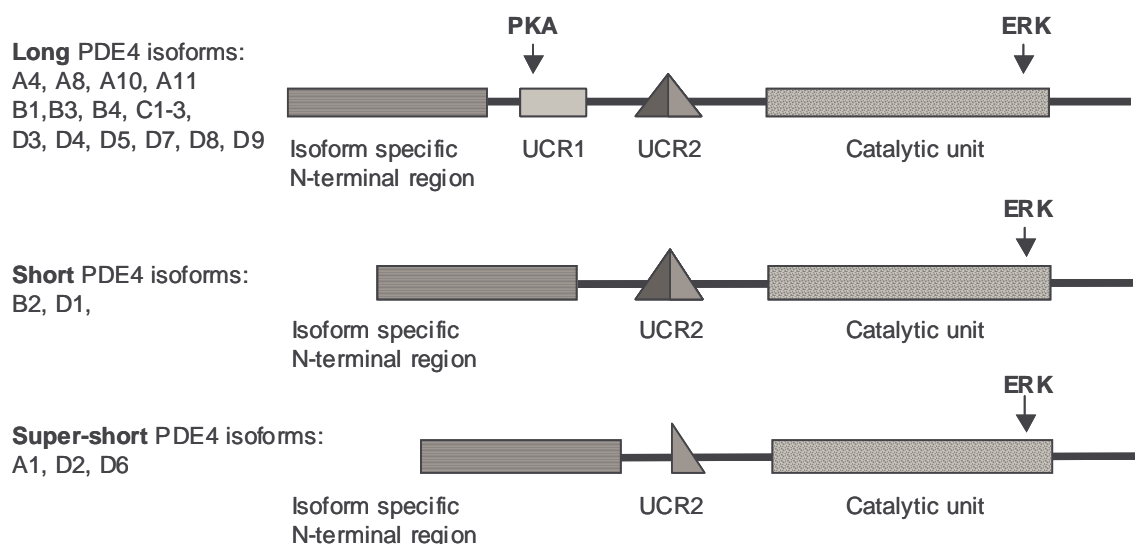 PKA
ERK
Long PDE4 isoforms:
A4, A8, A10, A11
B1,B3, B4, C1-3,
D3, D4, D5, D7, D8, D9
Isoform specific
N-terminal region
UCR1
UCR2
Catalytic unit
ERK
Short PDE4 isoforms:
B2, D1,
Isoform specific
N-terminal region
UCR2
Catalytic unit
ERK
Super-short PDE4 isoforms:
A1, D2, D6
Isoform specific
N-terminal region
UCR2
Catalytic unit